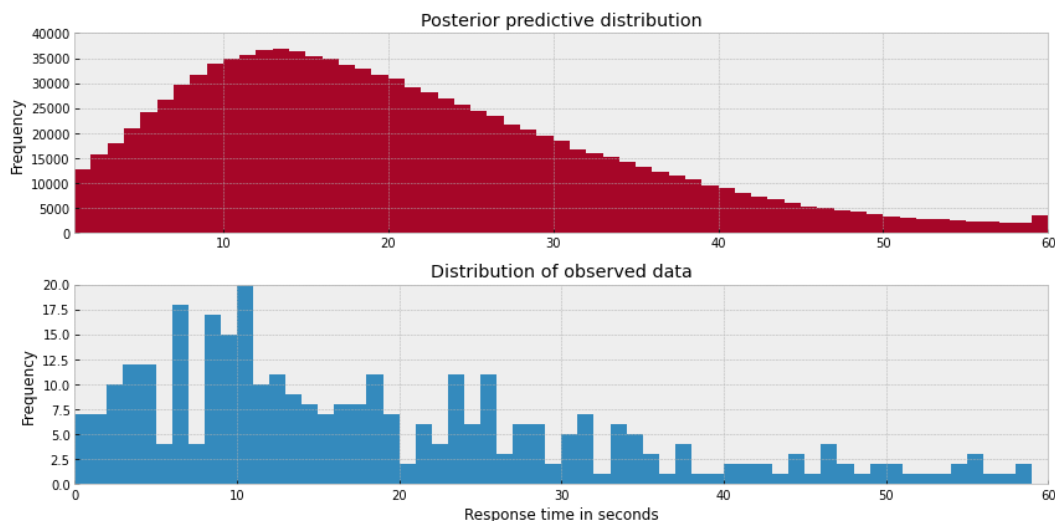 Posterior predictive distribution
40000
35000
30000
25000
20000
15000
10000
5000
0
Frequency
10 20 30 40 50 60
Distribution of observed data
20.0
17.5
15.0
12.5
10.0
7.5
5.0
2.5
0.0
Frequency
0 10 20 30 40 50 60
Response time in seconds